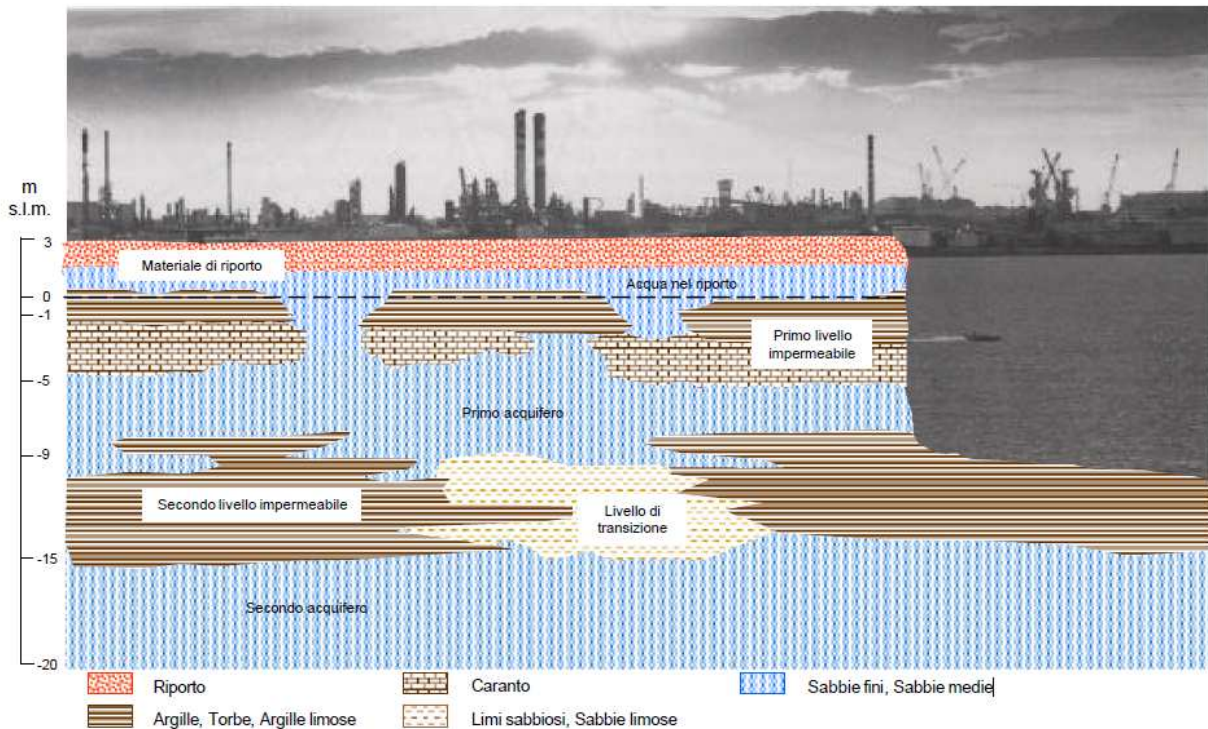 m
s.l.m.
3
0
-1
-5
-9
-15
-20
Materiale di riporto
Acqua nel riporto
Primo livello
impermeabile
Primo acquifero
Secondo livello impermeabile
Livello di
transizione
Secondo acquifero
Riporto
Caranto
Sabbie fini, Sabbie medie
Argille, Torbe, Argille limose
Limi sabbiosi, Sabbie limose